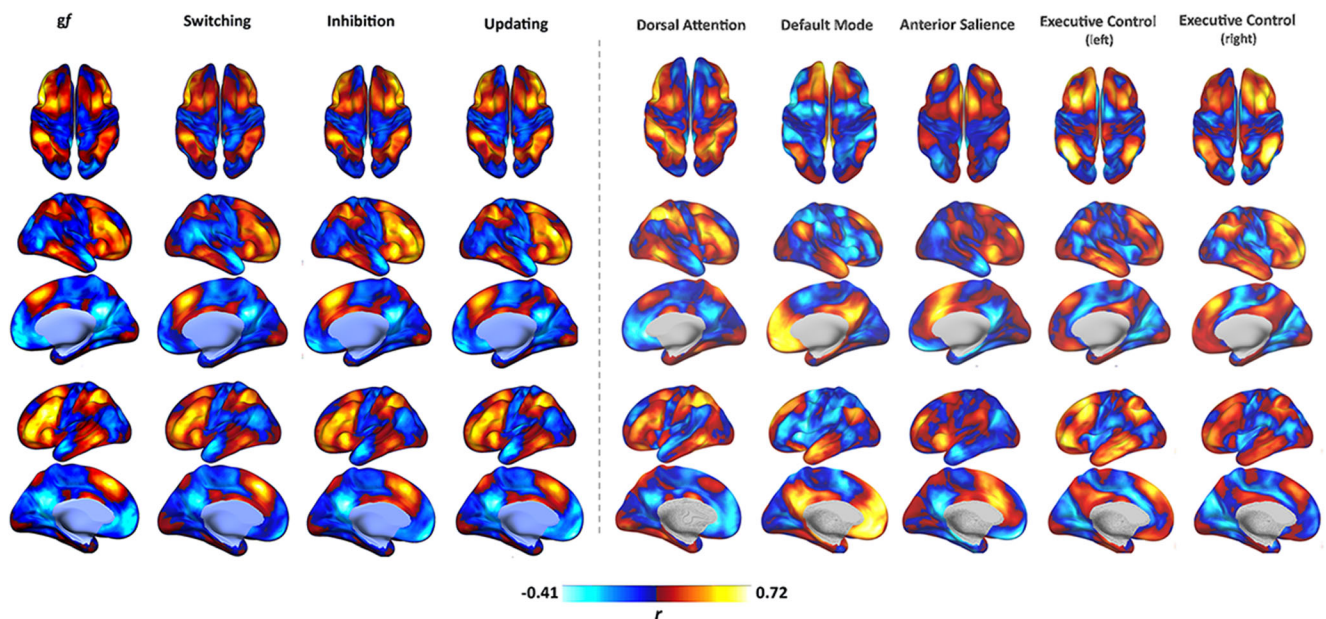 gf
Switching
Inhibition
Updating
Dorsal Attention
Default Mode
Anterior Salience
Executive Control
(left)
Executive Control
(right)
-0.41
0.72
r